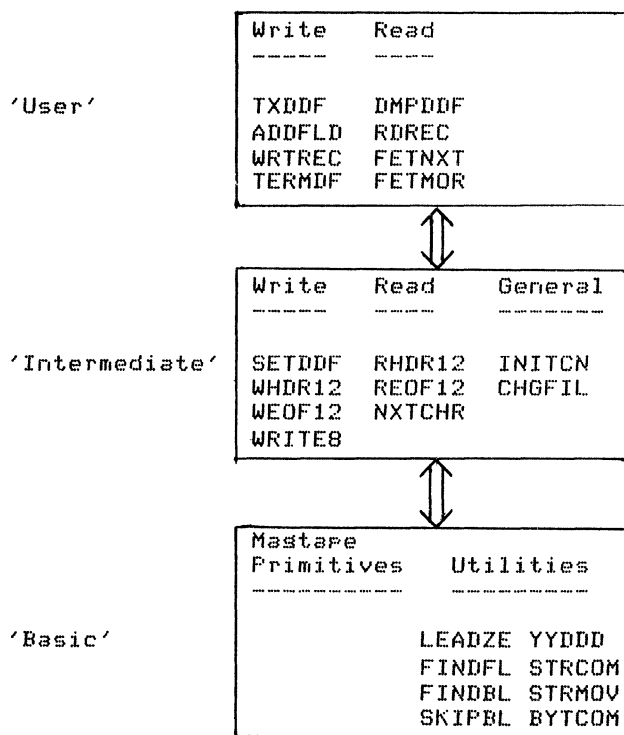 Write Read
----- ----
'User'
TXDDF DMPDDF
ADDFLD RDREC
WRTREC FETNXT
TERMDF FETMOR
Write Read General
----- ----- -------
'Intermediate' SETDDF RHDR12 INITCN
WHDR12 REOF12 CHGFIL
WEOF12 NXTCHR
WRITE8
Magtape
Primitives Utilities
---------- ---------
'Basic' LEADZE YYDDD
FINDFL STRCOM
FINDBL STRMOV
SKIPBL BYTCOM